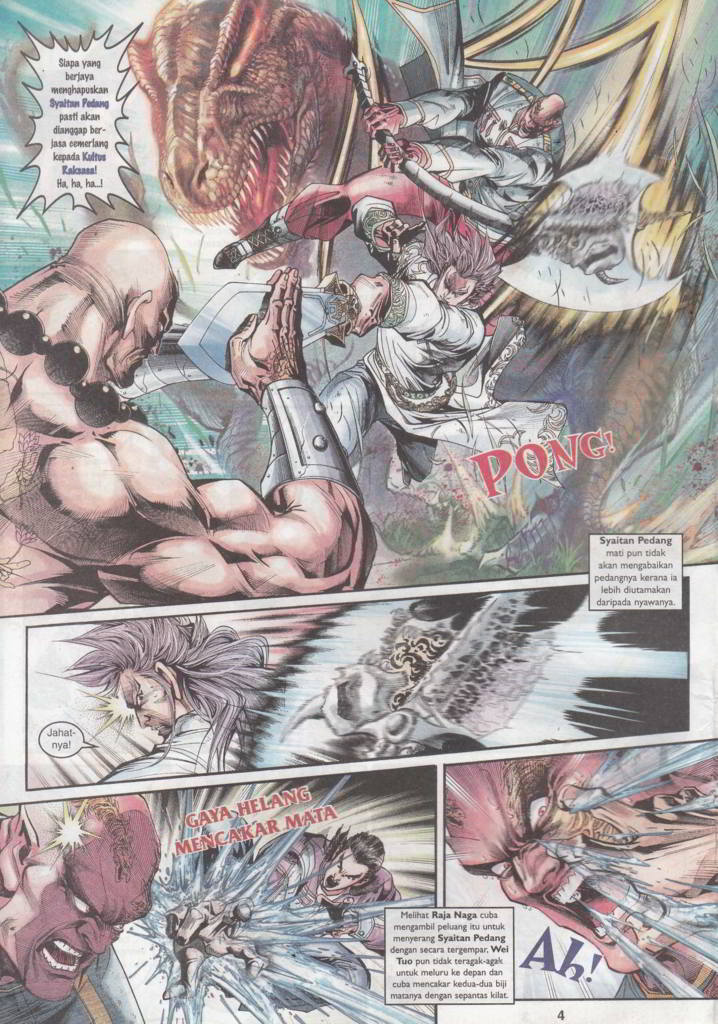 Siapa yang
berjaya
menghapuskan
Syaitan Pedang
pasti akan
dianggap ber-
jasa cemerlang
kepada Kultus
Raksasa!
Ha, ha, ha...!
PONG!
Syaitan Pedang
mati pun tidak
akan mengabaikan
pedangnya kerana ia
lebih diutamakan
daripada nyawanya.
Jahat-
nya!
GAYA HELANG
MENCAKAR MATA
Melihat Raja Naga cuba
mengambil peluang itu untuk
menyerang Syaitan Pedang
dengan secara tergempar, Wei
Tuo pun tidak teragak-agak
untuk meluru ke depan dan
cuba mencakar kedua-dua biji
matanya dengan sepantas kilat.
Ah!
4